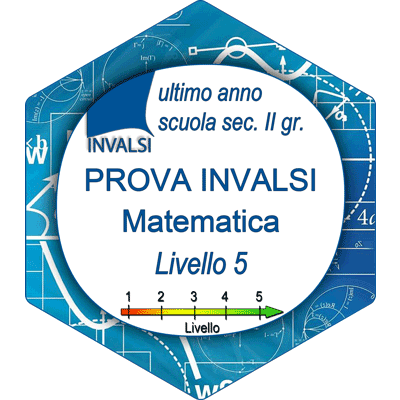 ultimo anno
scuola sec. II gr.
INVALSI
PROVA INVALSI
Matematica
Livello 5
1 2 3 4 5
Livello